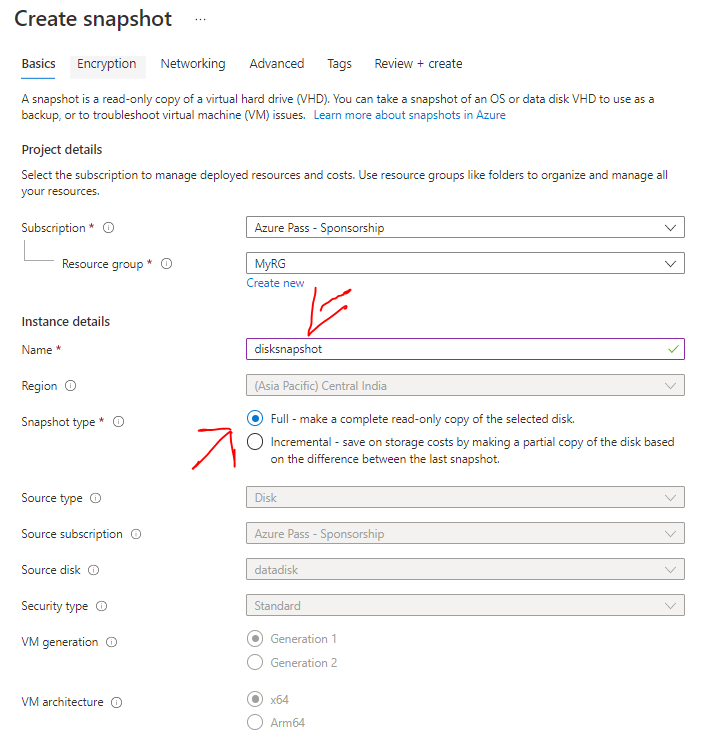 Create snapshot ...
Basics Encryption Networking Advanced Tags Review + create
A snapshot is a read-only copy of a virtual hard drive (VHD). You can take a snapshot of an OS or data disk VHD to use as a
backup, or to troubleshoot virtual machine (VM) issues. Learn more about snapshots in Azure
Project details
Select the subscription to manage deployed resources and costs. Use resource groups like folders to organize and manage all
your resources.
Subscription * Azure Pass - Sponsorship
Resource group * MyRG
Create new
Instance details
Name * disksnapshot
Region (Asia Pacific) Central India
Snapshot type * Full - make a complete read-only copy of the selected disk.
Incremental - save on storage costs by making a partial copy of the disk based
on the difference between the last snapshot.
Source type Disk
Source subscription Azure Pass - Sponsorship
Source disk datadisk
Security type Standard
VM generation Generation 1
Generation 2
VM architecture x64
Arm64